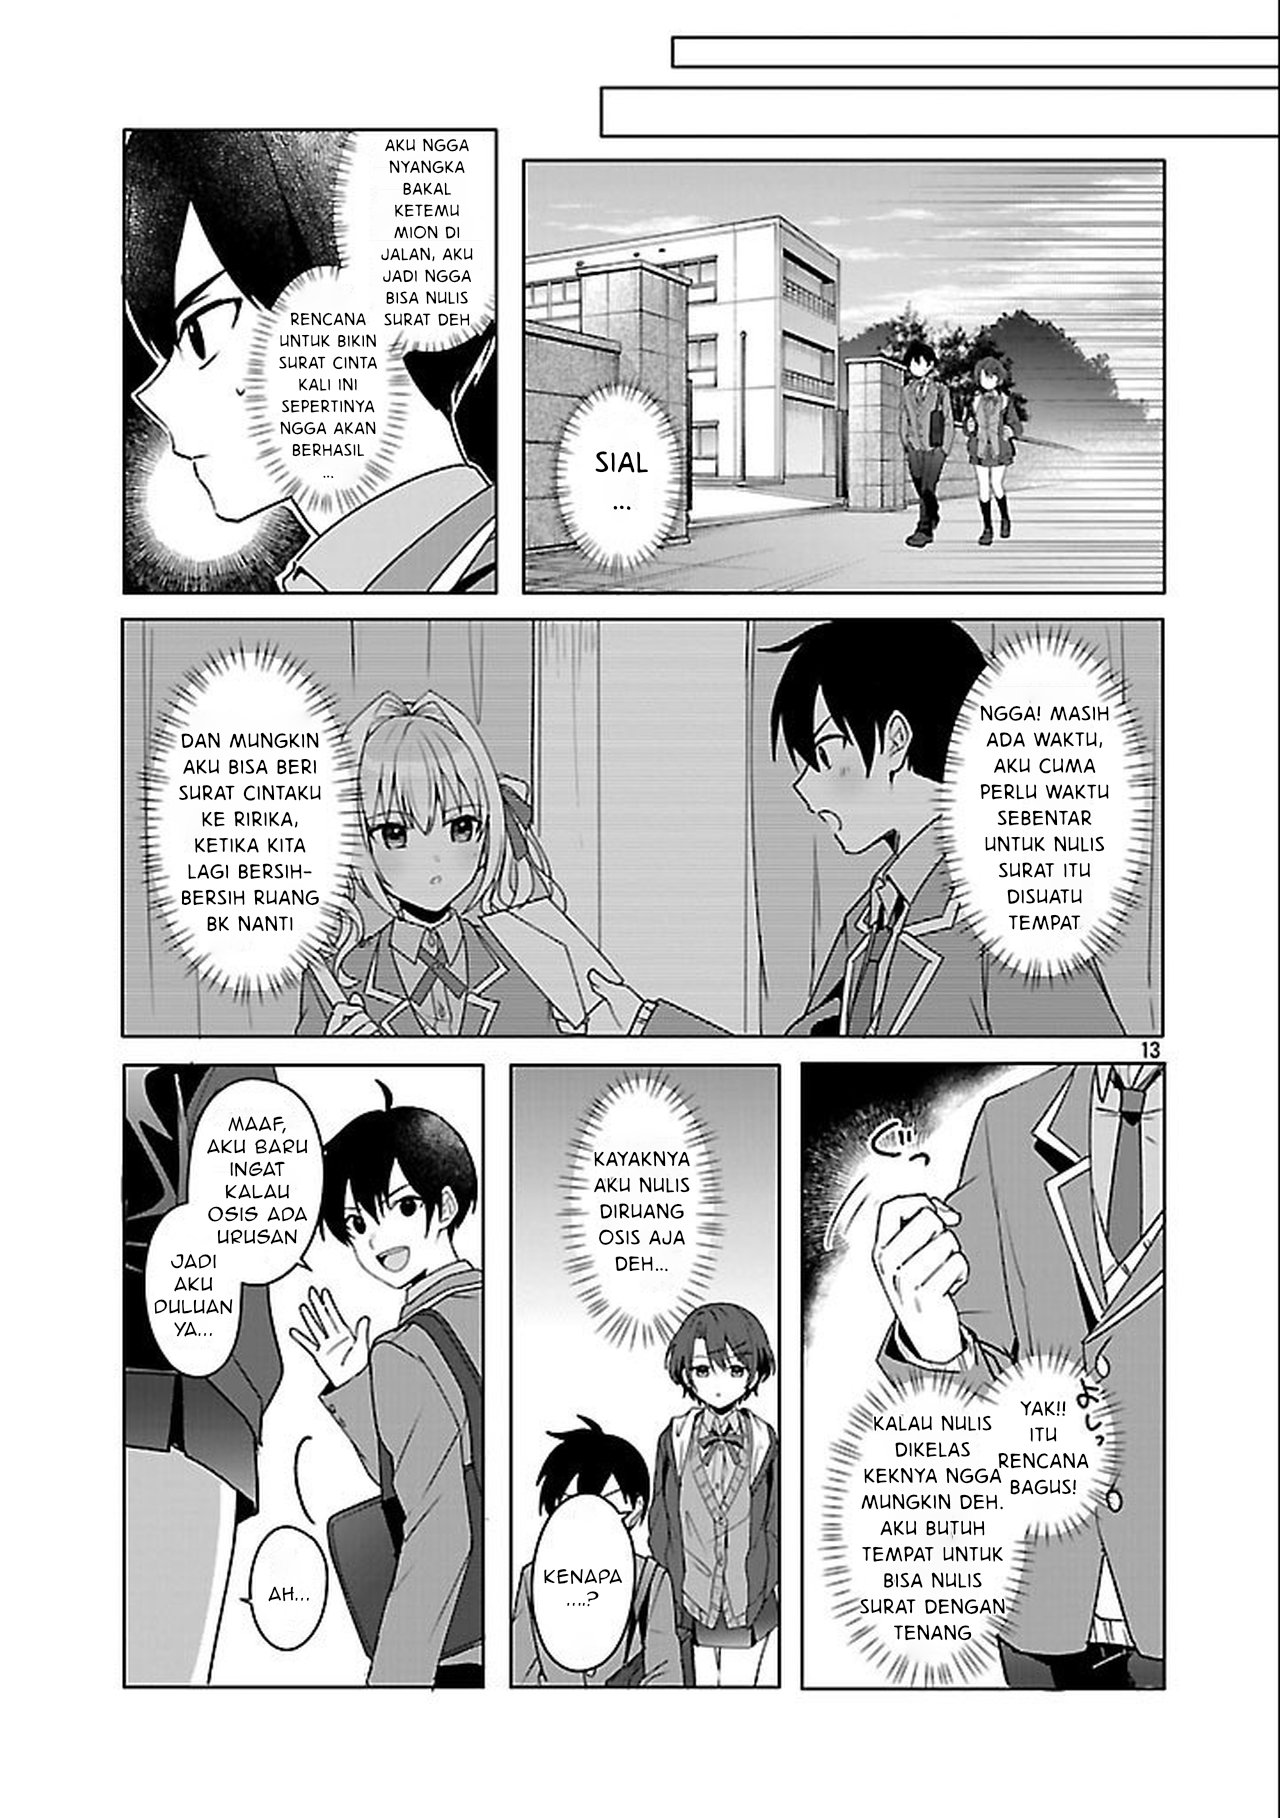 SIAL
...
AKU NGGA
NYANGKA
BAKAL
KETEMU
MION DI
JALAN, AKU
JADI NGGA
BISA NULIS
SURAT DEH
RENCANA
UNTUK BIKIN
SURAT CINTA
KALI INI
SEPERTINYA
NGGA AKAN
BERHASIL
...
NGGA! MASIH
ADA WAKTU,
AKU CUMA
PERLU WAKTU
SEBENTAR
UNTUK NULIS
SURAT ITU
DISUATU
TEMPAT
DAN MUNGKIN
AKU BISA BERI
SURAT CINTAKU
KE RIRIKA,
KETIKA KITA
LAGI BERSIH-
BERSIH RUANG
BK NANTI
13
ぐっ
よしっ
YAK!!
ITU
RENCANA
BAGUS!
KALAU NULIS
DIKELAS
KEKNYA NGGA
MUNGKIN DEH.
AKU BUTUH
TEMPAT UNTUK
BISA NULIS
SURAT DENGAN
TENANG
KAYAKNYA
AKU NULIS
DIRUANG
OSIS AJA
DEH...
KENAPA
....?
MAAF,
AKU BARU
INGAT
KALAU
OSIS ADA
URUSAN
JADI
AKU
DULUAN
YA...
AH...